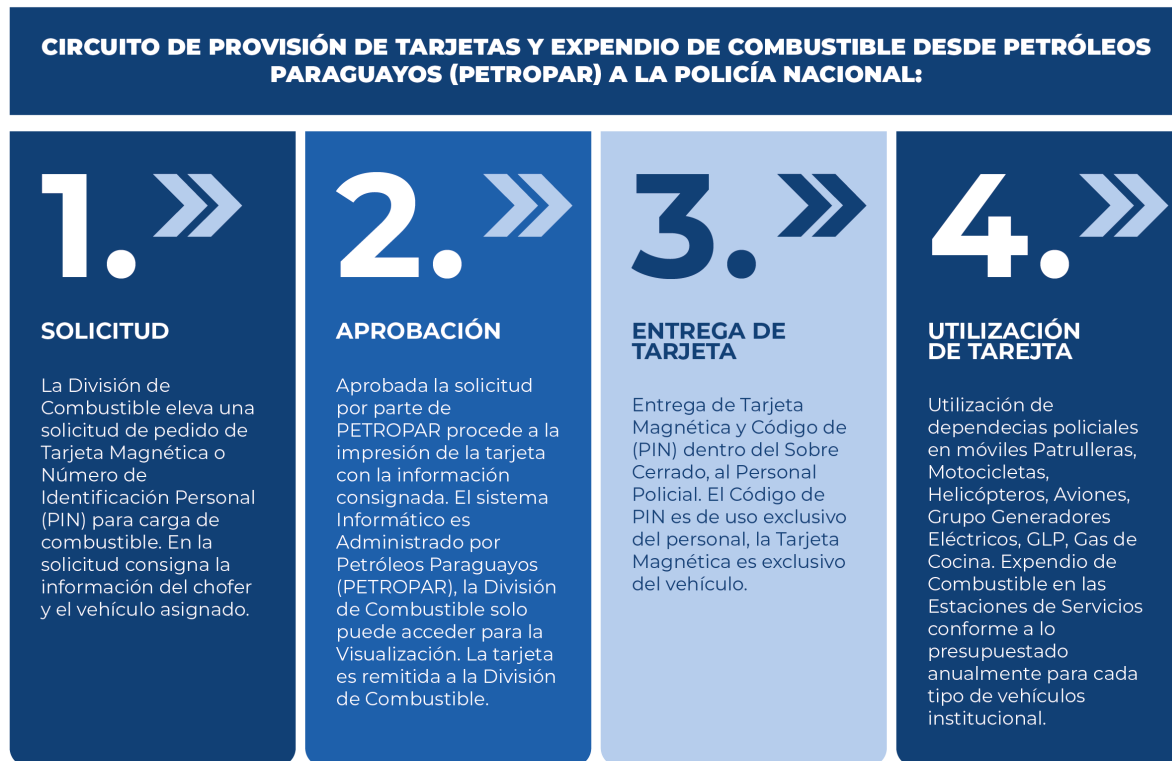 CIRCUITO DE PROVISIÓN DE TARJETAS Y EXPENDIO DE COMBUSTIBLE DESDE PETRÓLEOS
PARAGUAYOS (PETROPAR) A LA POLICÍA NACIONAL:
1.
SOLICITUD
La División de
Combustible eleva una
solicitud de pedido de
Tarjeta Magnética o
Número de
Identificación Personal
(PIN) para carga de
combustible. En la
solicitud consigna la
información del chofer
y el vehículo asignado.
2.
APROBACIÓN
Aprobada la solicitud
por parte de
PETROPAR procede a la
impresión de la tarjeta
con la información
consignada. El sistema
Informático es
Administrado por
Petróleos Paraguayos
(PETROPAR), la División
de Combustible solo
puede acceder para la
Visualización. La tarjeta
es remitida a la División
de Combustible.
3.
ENTREGA DE
TARJETA
Entrega de Tarjeta
Magnética y Código de
(PIN) dentro del Sobre
Cerrado, al Personal
Policial. El Código de
PIN es de uso exclusivo
del personal, la Tarjeta
Magnética es exclusivo
del vehículo.
4.
UTILIZACIÓN
DE TAREJTA
Utilización de
dependecias policiales
en móviles Patrulleras,
Motocicletas,
Helicópteros, Aviones,
Grupo Generadores
Eléctricos, GLP, Gas de
Cocina. Expendio de
Combustible en las
Estaciones de Servicios
conforme a lo
presupuestado
anualmente para cada
tipo de vehículos
institucional.